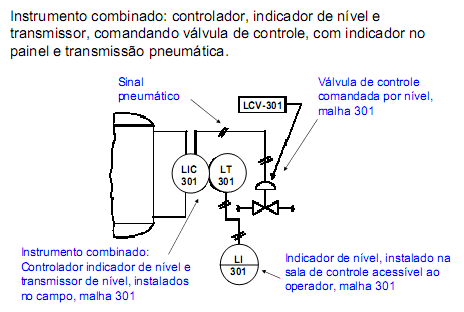 Instrumento combinado: controlador, indicador de nível e
transmissor, comandando válvula de controle, com indicador no
painel e transmissão pneumática.
Sinal
pneumático
Válvula de controle
comandada por nível,
malha 301
LCV-301
LIC
301
LT
301
Instrumento combinado:
Controlador indicador de nível e
transmissor de nível, instalados
no campo, malha 301
LI
301
Indicador de nível, instalado na
sala de controle acessível ao
operador, malha 301